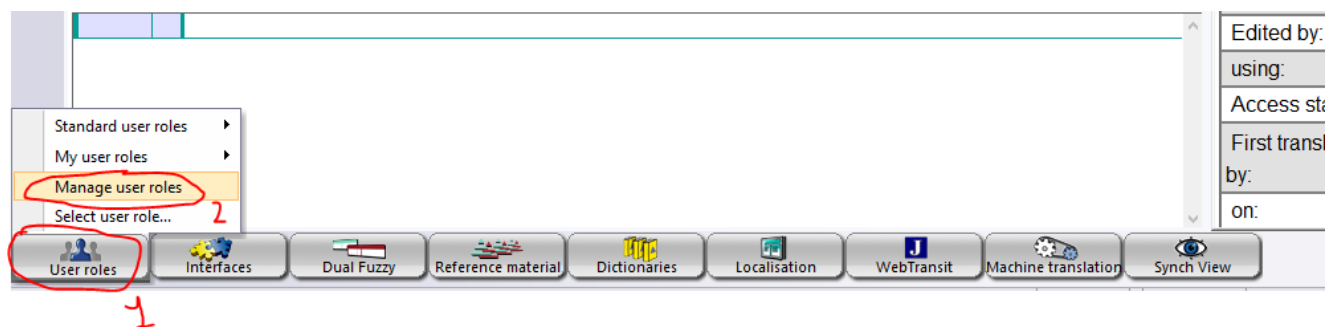 Edited by:
using:
Access sta
First transl
by:
on:
Standard user roles
My user roles
Manage user roles
2
Select user role...
User roles
Interfaces
Dual Fuzzy
Reference material
Dictionaries
Localisation
J
WebTransit
Machine translation
Synch View
1